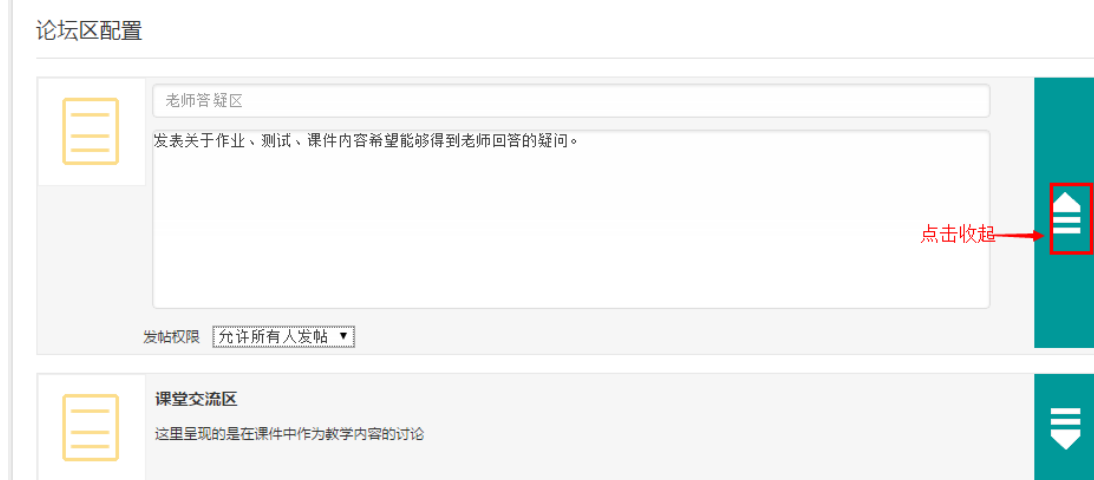 论坛区配置
老师答疑区
发表关于作业、测试、课件内容希望能够得到老师回答的疑问。
点击收起
发帖权限 允许所有人发帖
课堂交流区
这里呈现的是在课件中作为教学内容的讨论